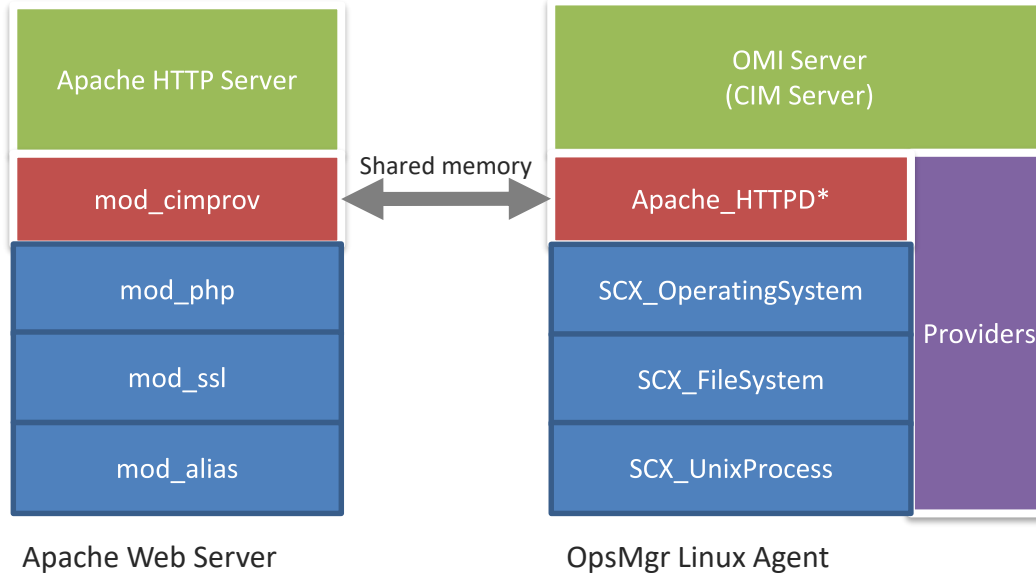 Apache HTTP Server
mod_cimprov
mod_php
mod_ssl
mod_alias
Apache Web Server
Shared memory
OMI Server
(CIM Server)
Apache_HTTPD*
SCX_OperatingSystem
SCX_FileSystem
SCX_UnixProcess
Providers
OpsMgr Linux Agent